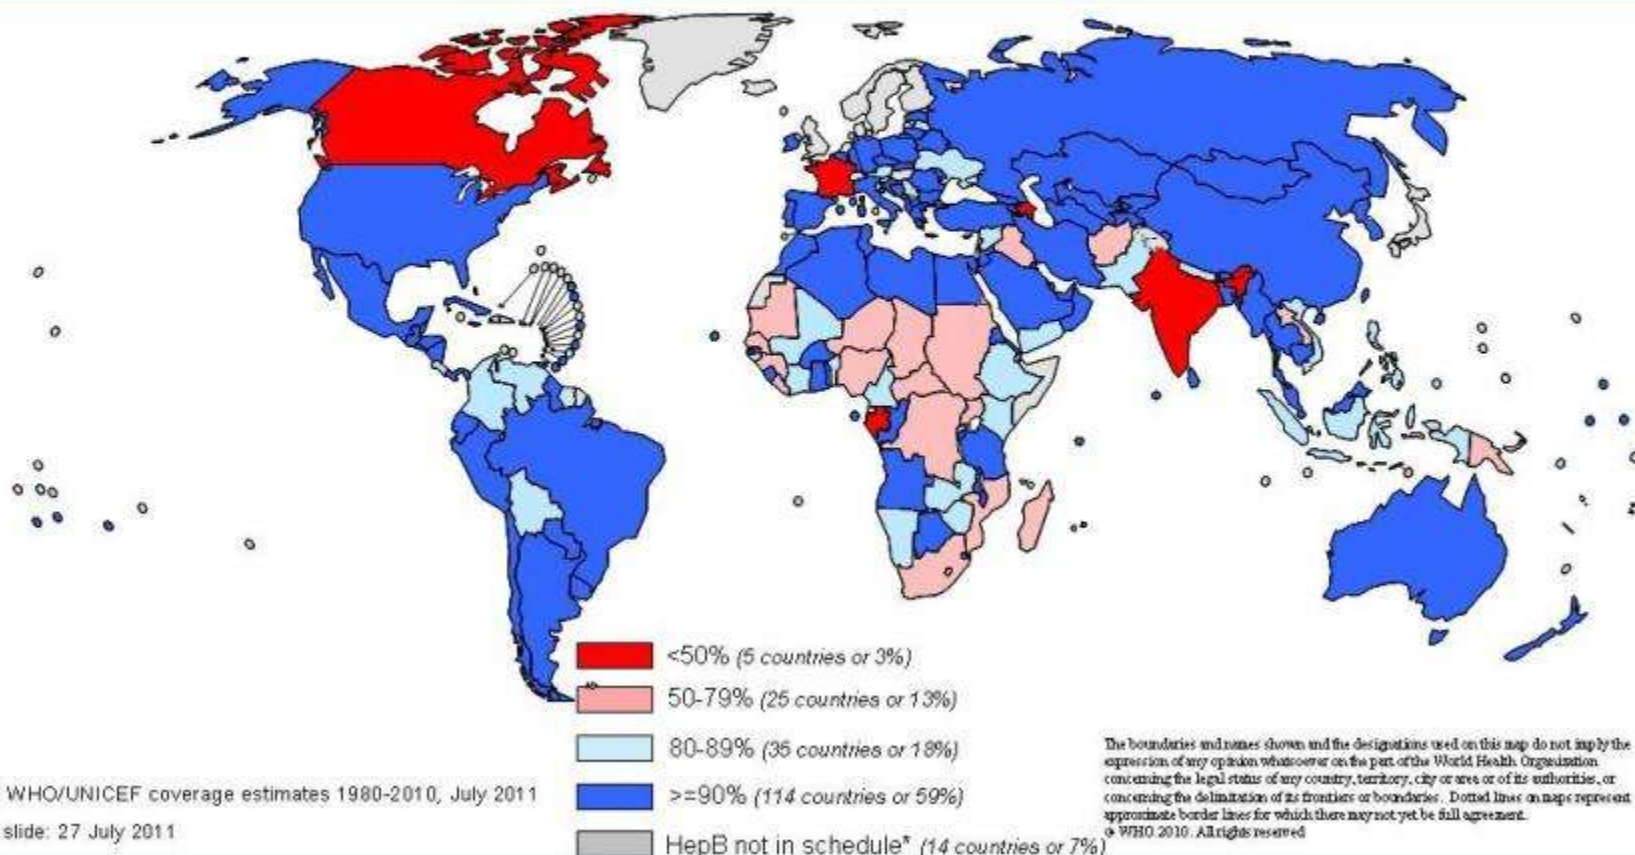 <50% (5 countries or 3%)
50-79% (25 countries or 13%)
80-89% (35 countries or 18%)
>=90% (114 countries or 59%)
HepB not in schedule* (14 countries or 7%)
WHO/UNICEF coverage estimates 1980-2010, July 2011
slide: 27 July 2011
The boundaries and names shown and the designations used on this map do not imply the
expression of any opinion whatsoever on the part of the World Health Organization
concerning the legal status of any country, territory, city or area or of its authorities, or
concerning the delimitation of its frontiers or boundaries. Dotted lines on maps represent
approximate border lines for which there may not yet be full agreement.
© WHO 2010. All rights reserved